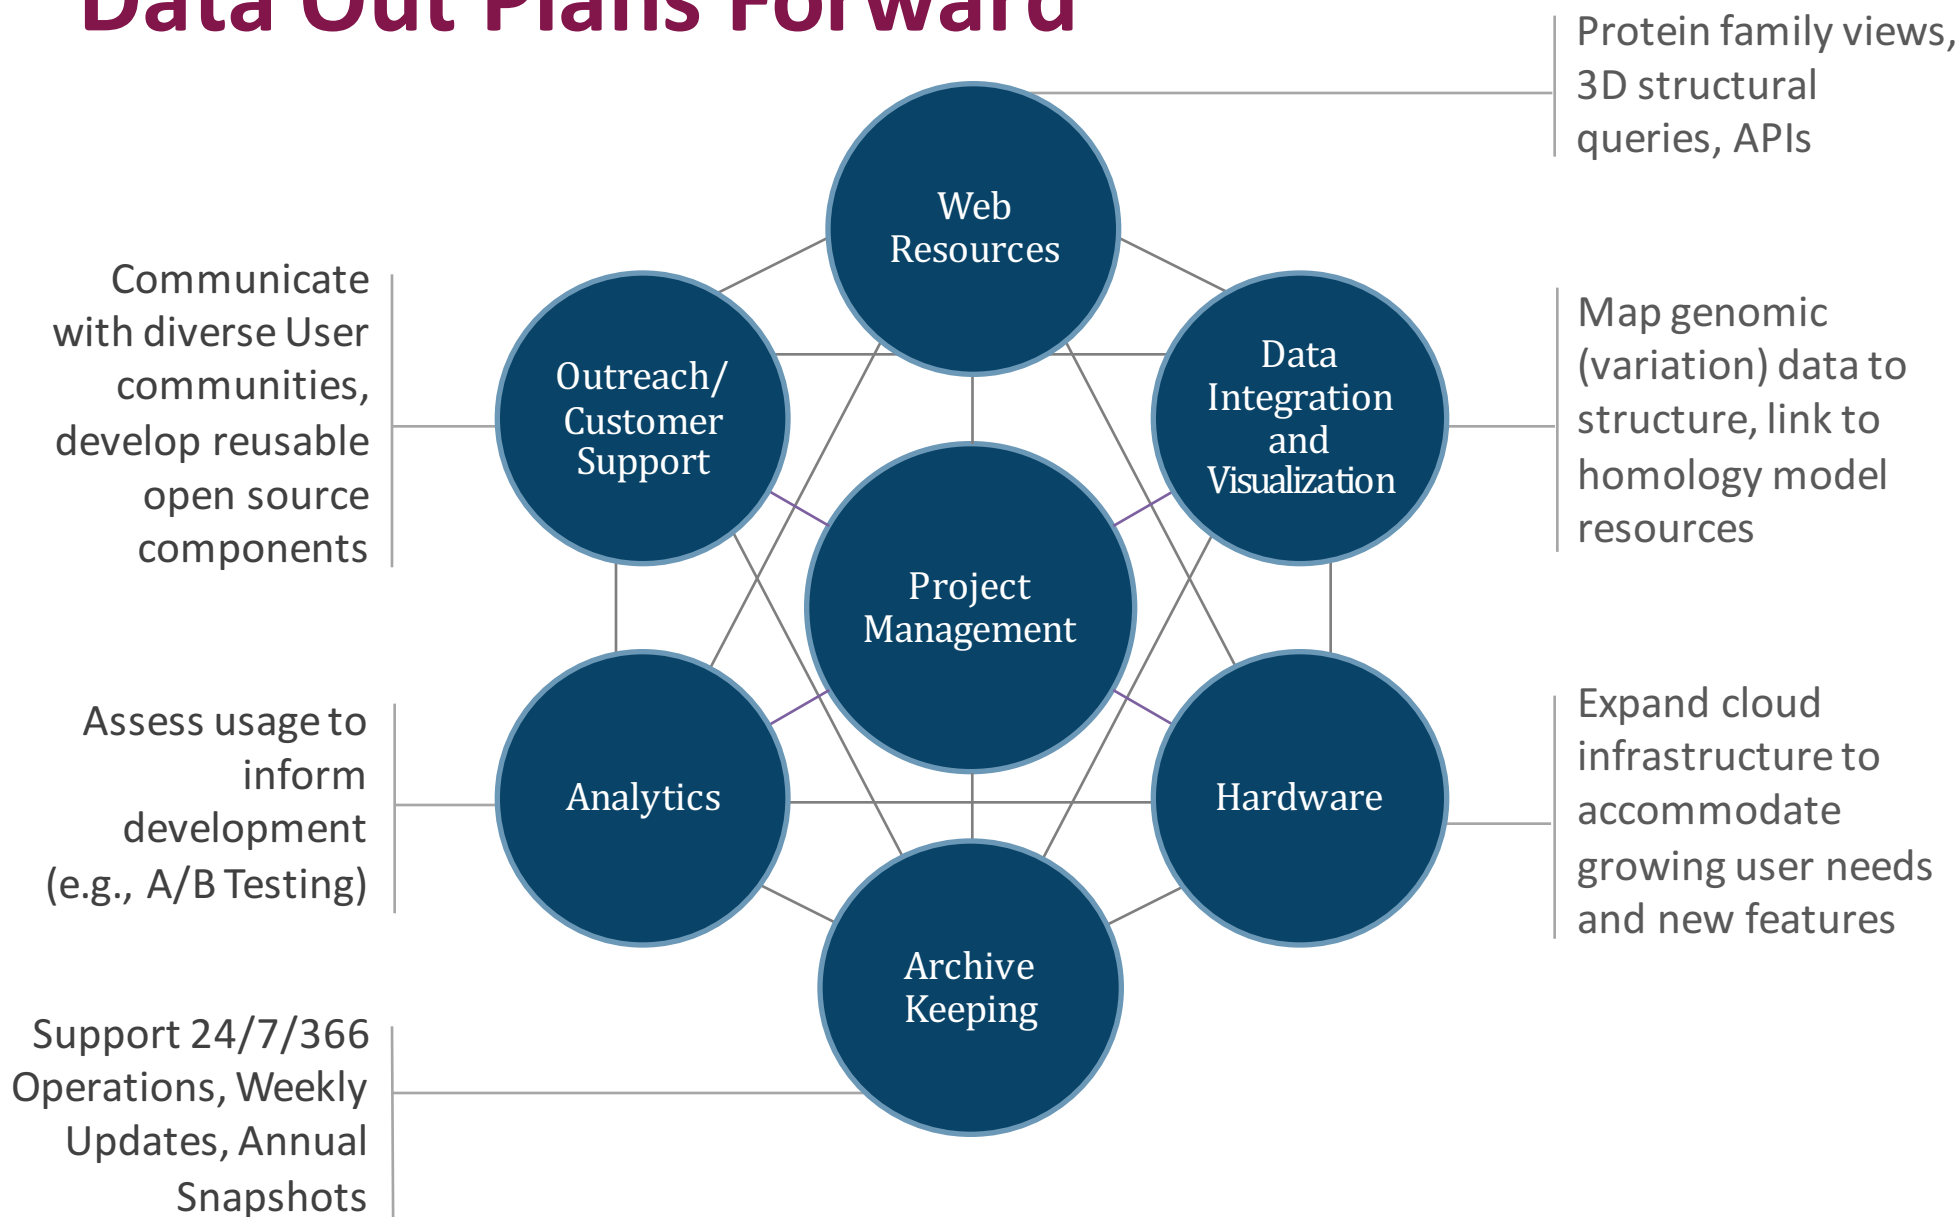 Data Out Plans Forward
Protein family views,
3D structural
queries, APIs
Web
Resources
Communicate
with diverse User
communities,
develop reusable
open source
components
Outreach/
Customer
Support
Data
Integration
and
Visualization
Map genomic
(variation) data to
structure, link to
homology model
resources
Project
Management
Assess usage to
inform
development
(e.g., A/B Testing)
Analytics
Hardware
Expand cloud
infrastructure to
accommodate
growing user needs
and new features
Archive
Keeping
Support 24/7/366
Operations, Weekly
Updates, Annual
Snapshots